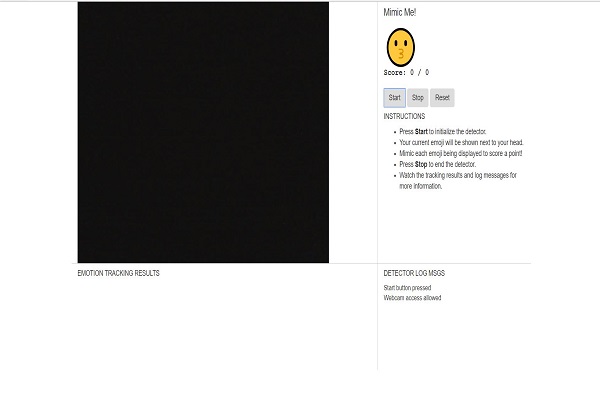 Mimic Me!
Score: 0 / 0
Start Stop Reset
INSTRUCTIONS
Press Start to initialize the detector.
Your current emoji will be shown next to your head.
Mimic each emoji being displayed to score a point!
Press Stop to end the detector.
Watch the tracking results and log messages for
more information.
EMOTION TRACKING RESULTS
DETECTOR LOG MSGS
Start button pressed
Webcam access allowed